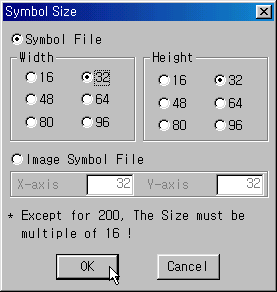 Symbol Size
Symbol File
Width Height
16 32 16 32
48 64 48 64
80 96 80 96
Image Symbol File
X-axis 32 Y-axis 32
* Except for 200, The Size must be
multiple of 16 !
OK Cancel